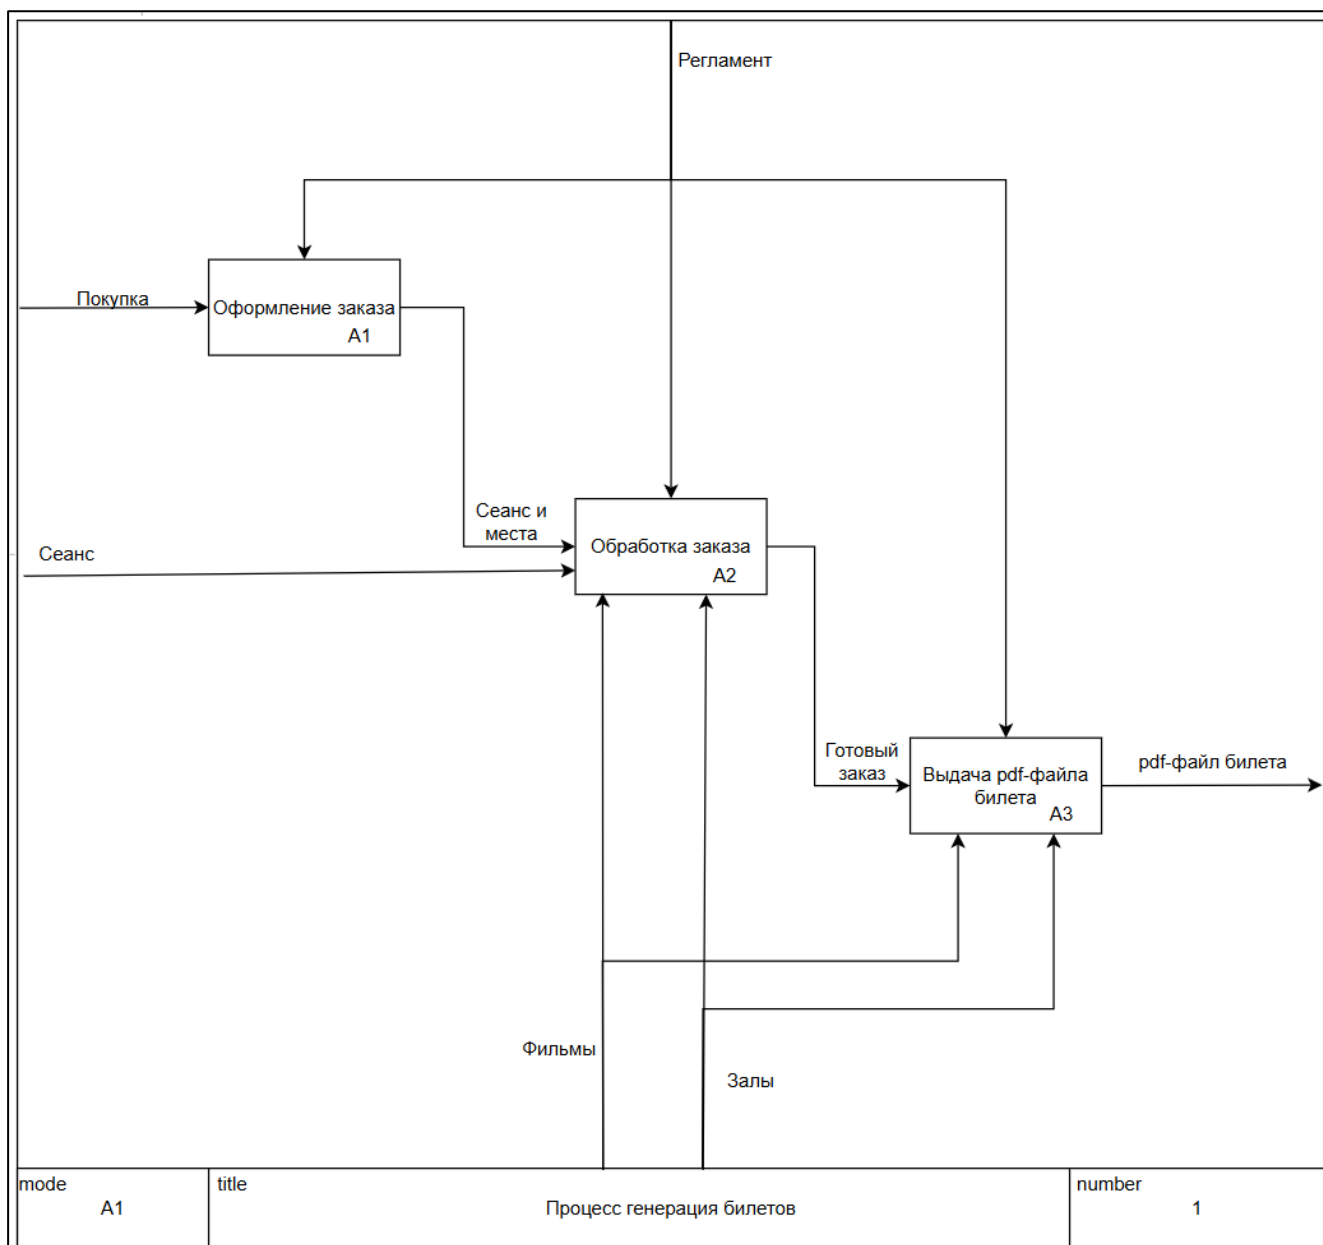 Регламент
Покупка
Оформление заказа
A1
Сеанс и
места
Сеанс
Обработка заказа
A2
Готовый
заказ
Выдача pdf-файла
билета
A3
pdf-файл билета
Фильмы
Залы
mode
A1
title
Процесс генерация билетов
number
1